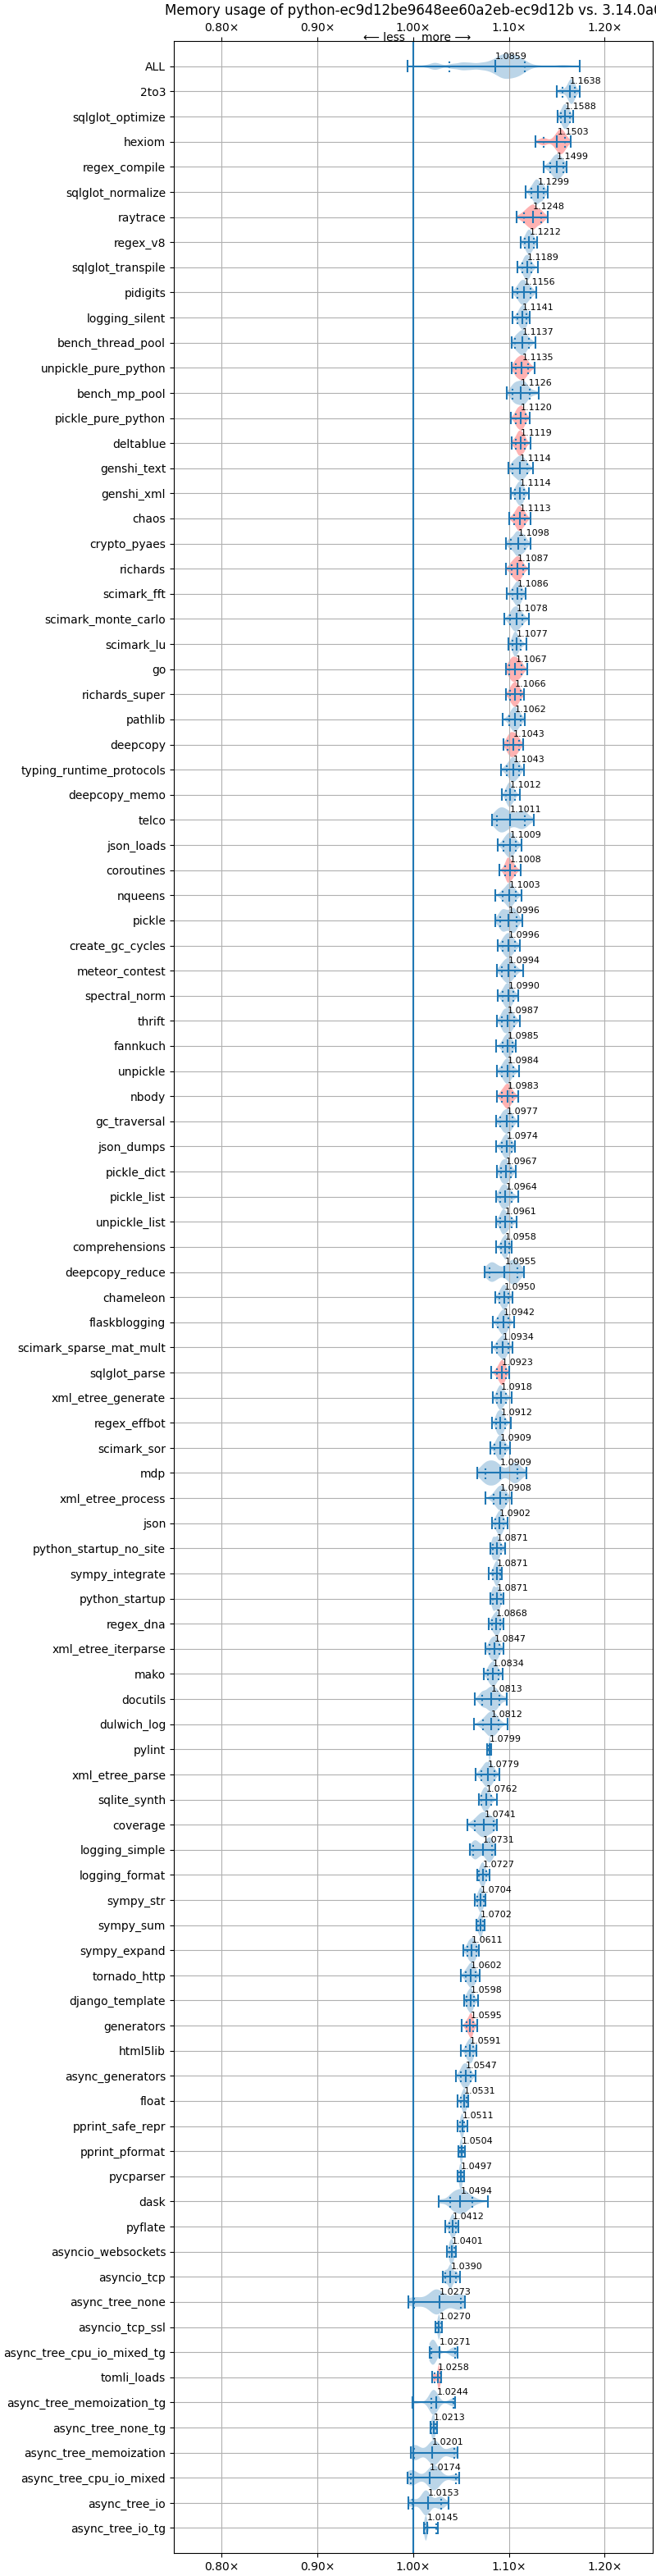 Memory usage of python-ec9d12be9648ee60a2eb-ec9d12b vs. 3.14.0a
0.80× 0.90× 1.00× 1.10× 1.20×
⟵ less more ⟶
ALL 1.0859
2to3 1.1638
sqlglot_optimize 1.1588
hexiom 1.1503
regex_compile 1.1499
sqlglot_normalize 1.1299
raytrace 1.1248
regex_v8 1.1212
sqlglot_transpile 1.1189
pidigits 1.1156
logging_silent 1.1141
bench_thread_pool 1.1137
unpickle_pure_python 1.1135
bench_mp_pool 1.1126
pickle_pure_python 1.1120
deltablue 1.1119
genshi_text 1.1114
genshi_xml 1.1114
chaos 1.1113
crypto_pyaes 1.1098
richards 1.1087
scimark_fft 1.1086
scimark_monte_carlo 1.1078
scimark_lu 1.1077
go 1.1067
richards_super 1.1066
pathlib 1.1062
deepcopy 1.1043
typing_runtime_protocols 1.1043
deepcopy_memo 1.1012
telco 1.1011
json_loads 1.1009
coroutines 1.1008
nqueens 1.1003
pickle 1.0996
create_gc_cycles 1.0996
meteor_contest 1.0994
spectral_norm 1.0990
thrift 1.0987
fannkuch 1.0985
unpickle 1.0984
nbody 1.0983
gc_traversal 1.0977
json_dumps 1.0974
pickle_dict 1.0967
pickle_list 1.0964
unpickle_list 1.0961
comprehensions 1.0958
deepcopy_reduce 1.0955
chameleon 1.0950
flaskblogging 1.0942
scimark_sparse_mat_mult 1.0934
sqlglot_parse 1.0923
xml_etree_generate 1.0918
regex_effbot 1.0912
scimark_sor 1.0909
mdp 1.0909
xml_etree_process 1.0908
json 1.0902
python_startup_no_site 1.0871
sympy_integrate 1.0871
python_startup 1.0871
regex_dna 1.0868
xml_etree_iterparse 1.0847
mako 1.0834
docutils 1.0813
dulwich_log 1.0812
pylint 1.0799
xml_etree_parse 1.0779
sqlite_synth 1.0762
coverage 1.0741
logging_simple 1.0731
logging_format 1.0727
sympy_str 1.0704
sympy_sum 1.0702
sympy_expand 1.0611
tornado_http 1.0602
django_template 1.0598
generators 1.0595
html5lib 1.0591
async_generators 1.0547
float 1.0531
pprint_safe_repr 1.0511
pprint_pformat 1.0504
pycparser 1.0497
dask 1.0494
pyflate 1.0412
asyncio_websockets 1.0401
asyncio_tcp 1.0390
async_tree_none 1.0273
asyncio_tcp_ssl 1.0270
async_tree_cpu_io_mixed_tg 1.0271
tomli_loads 1.0258
async_tree_memoization_tg 1.0244
async_tree_none_tg 1.0213
async_tree_memoization 1.0201
async_tree_cpu_io_mixed 1.0174
async_tree_io 1.0153
async_tree_io_tg 1.0145
0.80× 0.90× 1.00× 1.10× 1.20×